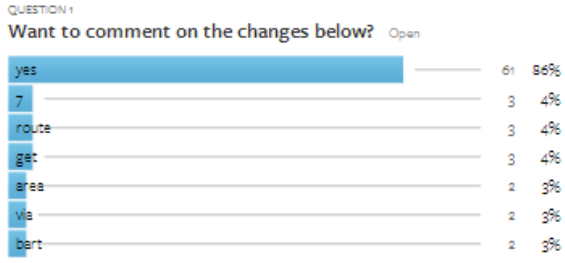 QUESTION 1
Want to comment on the changes below? Open
yes 61 86%
7 3 4%
route 3 4%
get 3 4%
area 2 3%
via 2 3%
bart 2 3%